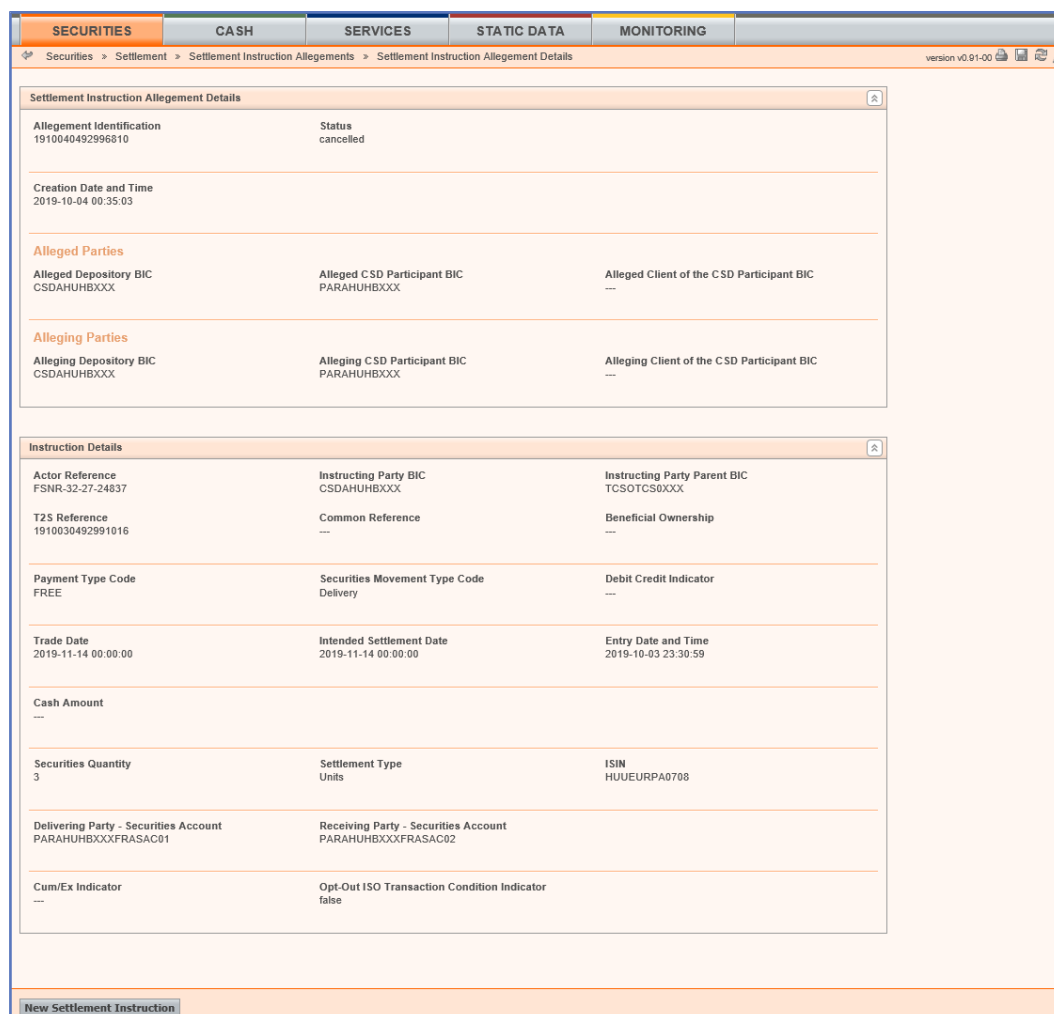 SECURITIES CASH SERVICES STATIC DATA MONITORING
Securities » Settlement » Settlement Instruction Allegements » Settlement Instruction Allegement Details version v0.91-00
Settlement Instruction Allegement Details
Allegement Identification Status
1910040492996810 cancelled
Creation Date and Time
2019-10-04 00:35:03
Alleged Parties
Alleged Depository BIC Alleged CSD Participant BIC Alleged Client of the CSD Participant BIC
CSDAHUHBXXX PARAHUHBXXX ---
Alleging Parties
Alleging Depository BIC Alleging CSD Participant BIC Alleging Client of the CSD Participant BIC
CSDAHUHBXXX PARAHUHBXXX ---
Instruction Details
Actor Reference Instructing Party BIC Instructing Party Parent BIC
FSNR-32-27-24837 CSDAHUHBXXX TCSOTCS0XXX
T2S Reference Common Reference Beneficial Ownership
1910030492991016 --- ---
Payment Type Code Securities Movement Type Code Debit Credit Indicator
FREE Delivery ---
Trade Date Intended Settlement Date Entry Date and Time
2019-11-14 00:00:00 2019-11-14 00:00:00 2019-10-03 23:30:59
Cash Amount
---
Securities Quantity Settlement Type ISIN
3 Units HUUEURPA0708
Delivering Party - Securities Account Receiving Party - Securities Account
PARAHUHBXXXFRASAC01 PARAHUHBXXXFRASAC02
Cum/Ex Indicator Opt-Out ISO Transaction Condition Indicator
--- false
New Settlement Instruction